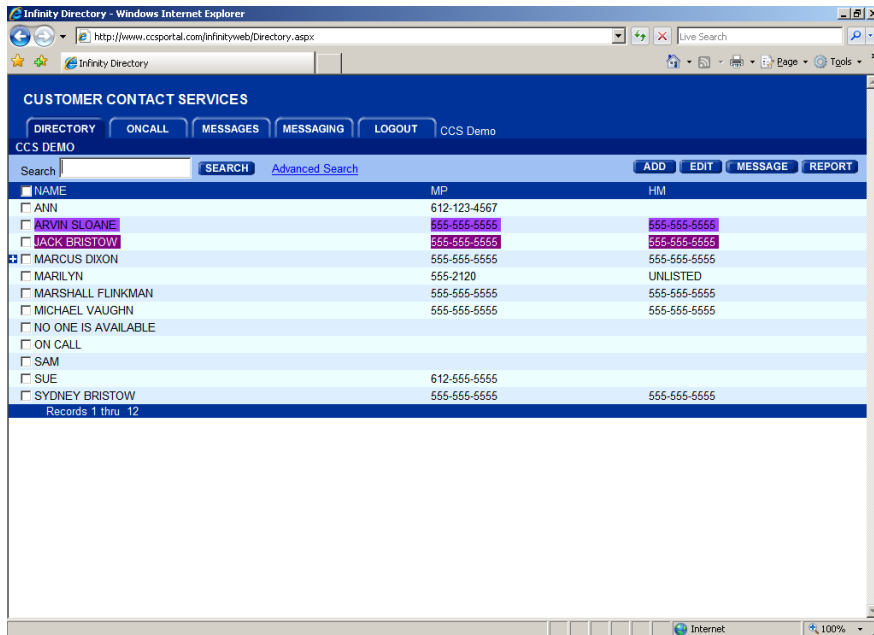 Infinity Directory - Windows Internet Explorer
http://www.ccsportal.com/infinityweb/Directory.aspx
Live Search
Infinity Directory
Page
Tools
CUSTOMER CONTACT SERVICES
DIRECTORY ONCALL MESSAGES MESSAGING LOGOUT CCS Demo
CCS DEMO
Search SEARCH Advanced Search ADD EDIT MESSAGE REPORT
NAME MP HM
ANN 612-123-4567
ARVIN SLOANE 555-555-5555 555-555-5555
JACK BRISTOW 555-555-5555 555-555-5555
MARCUS DIXON 555-555-5555 555-555-5555
MARILYN 555-2120 UNLISTED
MARSHALL FLINKMAN 555-555-5555 555-555-5555
MICHAEL VAUGHN 555-555-5555 555-555-5555
NO ONE IS AVAILABLE
ON CALL
SAM
SUE 612-555-5555
SYDNEY BRISTOW 555-555-5555 555-555-5555
Records 1 thru 12
Internet 100%